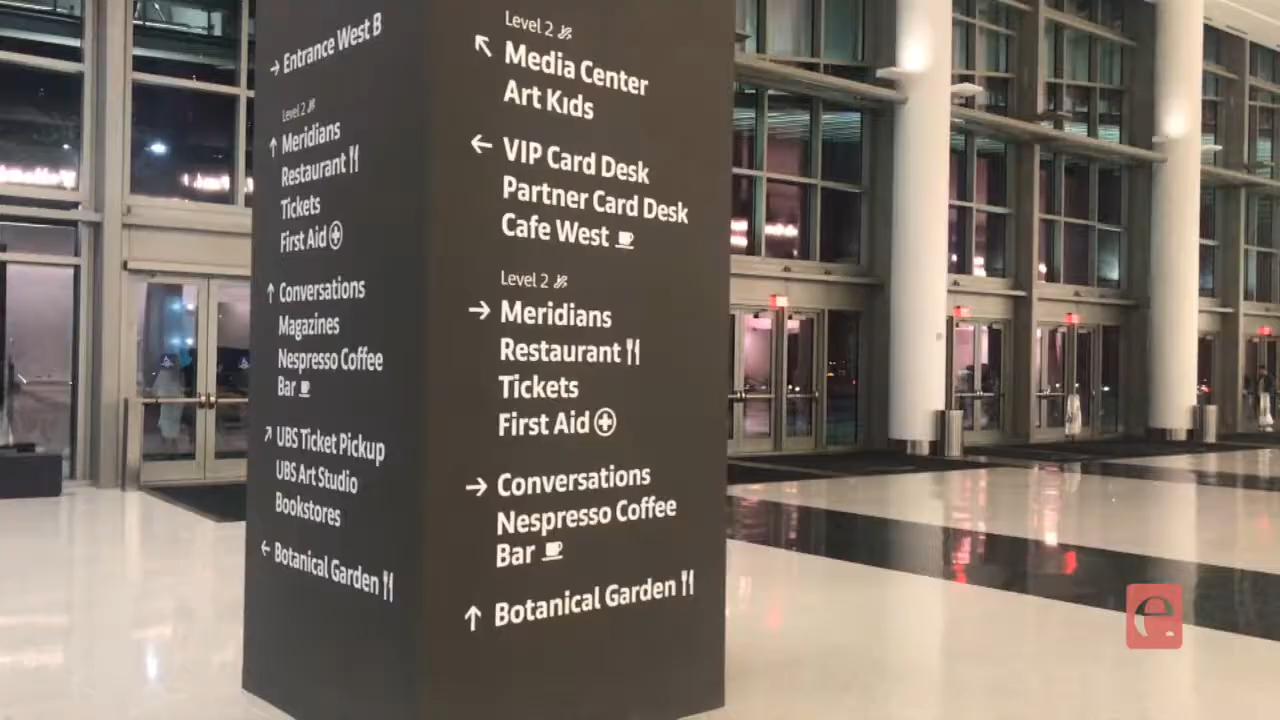 Entrance West B
Level 2
Meridians
Restaurant
Tickets
First Aid
Conversations
Magazines
Nespresso Coffee
Bar
UBS Ticket Pickup
UBS Art Studio
Bookstores
Botanical Garden
Level 2
Media Center
Art Kids
VIP Card Desk
Partner Card Desk
Cafe West
Level 2
Meridians
Restaurant
Tickets
First Aid
Conversations
Nespresso Coffee
Bar
Botanical Garden
e